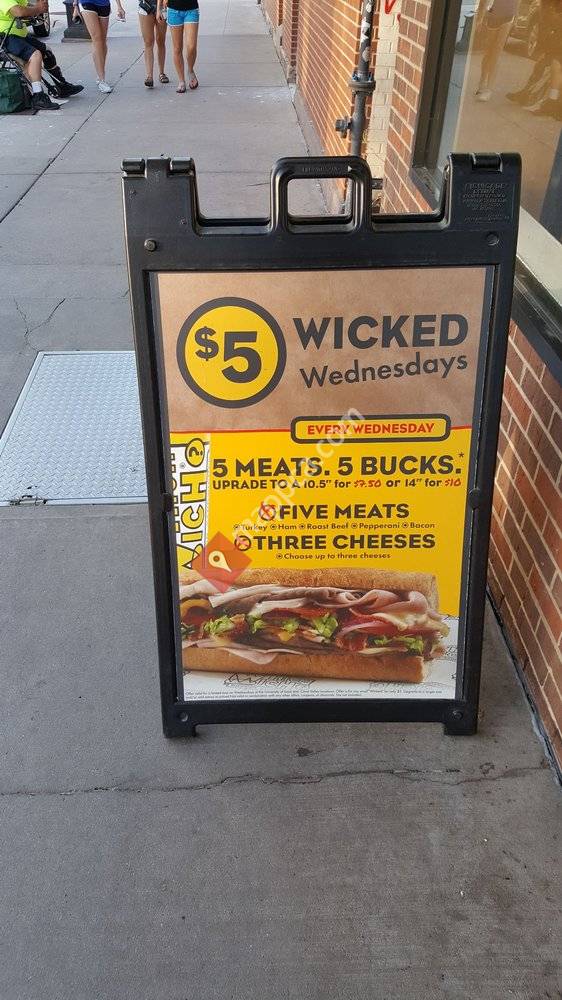 $5 WICKED
Wednesdays
EVERY WEDNESDAY
5 MEATS. 5 BUCKS.*
UPRADE TO A 10.5" for $7.50 or 14" for $10
FIVE MEATS
Turkey Ham Roast Beef Pepperoni Bacon
THREE CHEESES
Choose up to three cheeses
WICH